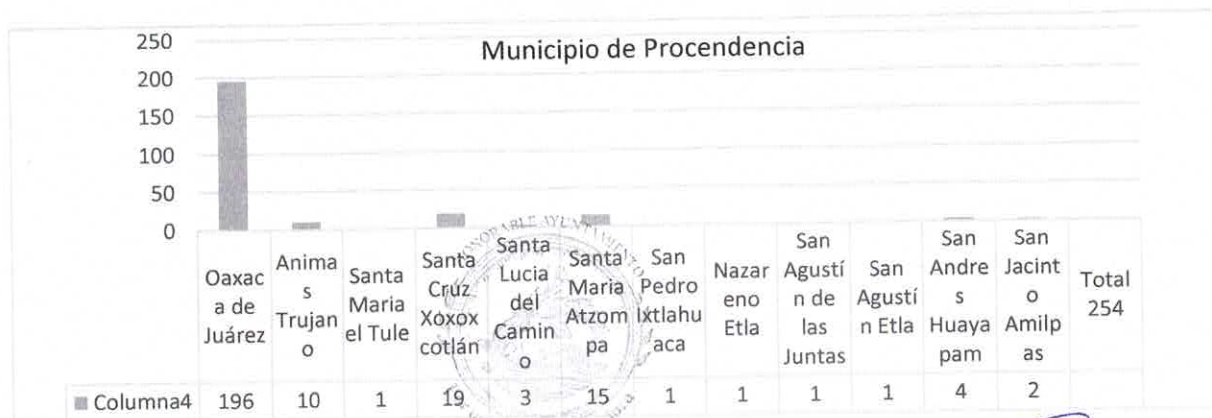 Municipio de Procendencia
250
200
150
100
50
0
Oaxac
a de
Juárez
Anima
s
Trujan
o
Santa
Maria
el Tule
Santa
Cruz
Xoxox
cotlán
Santa
Lucia
del
Camin
o
Santa
Maria
Atzom
pa
San
Pedro
Ixtlahu
aca
Nazar
eno
Etla
San
Agustí
n de
las
Juntas
San
Agustí
n Etla
San
Andre
s
Huaya
pam
San
Jacint
o
Amilp
as
Total
254
Columna4 196 10 1 19 3 15 1 1 1 1 4 2
HONORABLE AYUNTAMIENTO